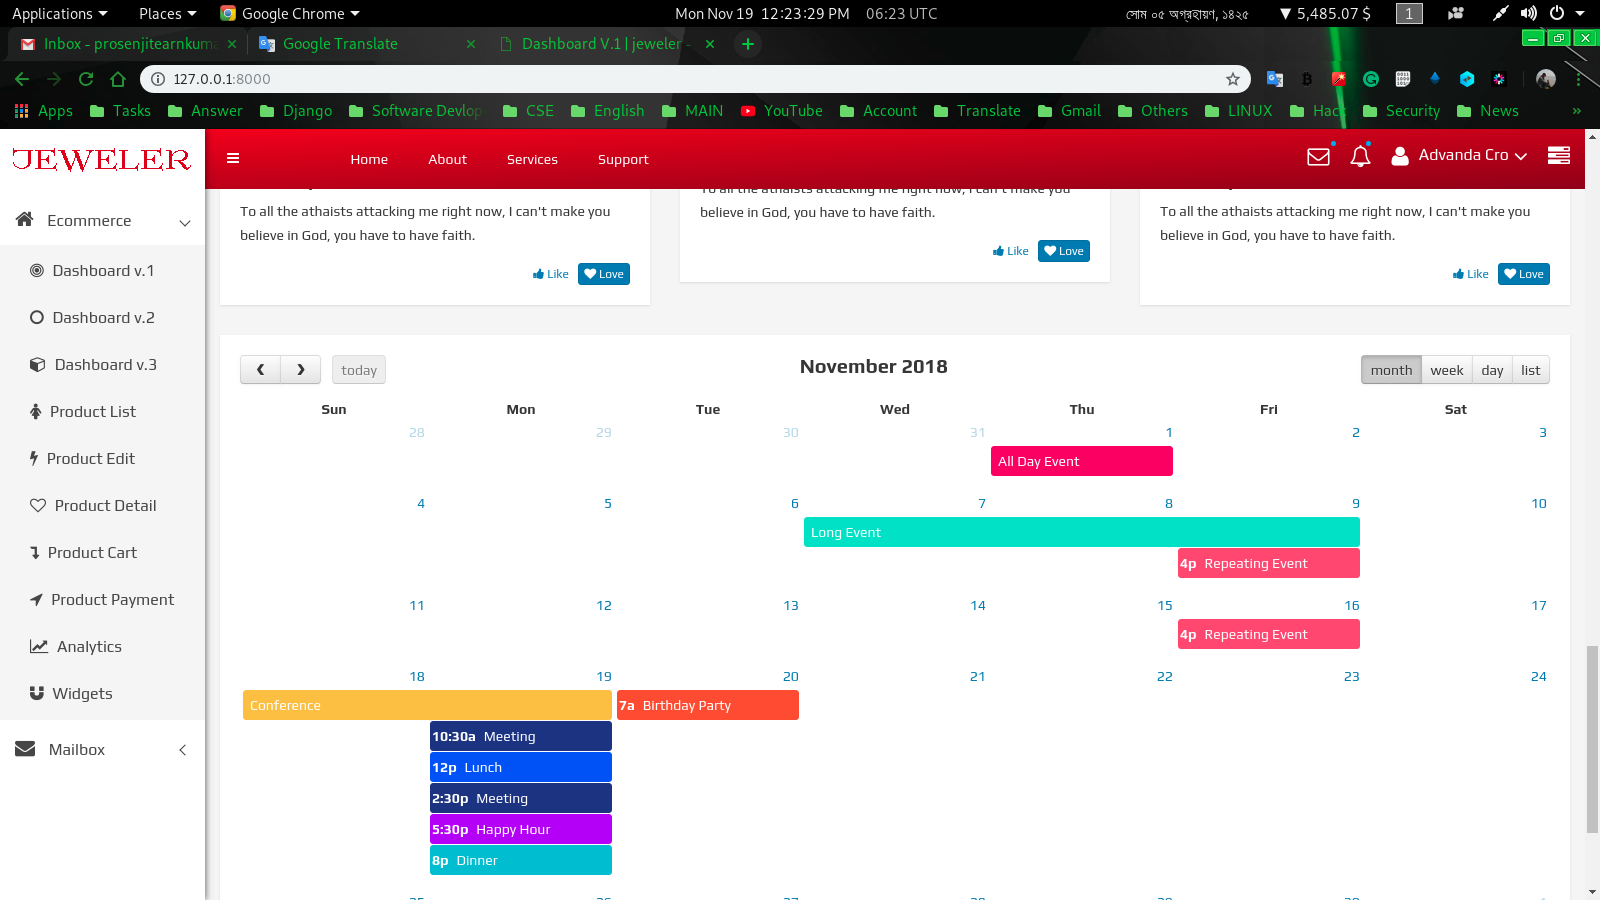 Applications Places Google Chrome Mon Nov 19 12:23:29 PM 06:23 UTC সোম ০৫ অগ্রহায়ণ, ১৪২৫ ▼ 5,485.07 $ 1
Inbox - prosenjitearnkuma Google Translate Dashboard V.1 | jeweler -
127.0.0.1:8000
Apps Tasks Answer Django Software Devlop CSE English MAIN YouTube Account Translate Gmail Others LINUX Hack Security News »
JEWELER Home About Services Support Advanda Cro
Ecommerce
Dashboard v.1
Dashboard v.2
Dashboard v.3
Product List
Product Edit
Product Detail
Product Cart
Product Payment
Analytics
Widgets
Mailbox
To all the athaists attacking me right now, I can't make you
believe in God, you have to have faith.
Like Love
To all the athaists attacking me right now, I can't make you
believe in God, you have to have faith.
Like Love
To all the athaists attacking me right now, I can't make you
believe in God, you have to have faith.
Like Love
today November 2018 month week day list
Sun Mon Tue Wed Thu Fri Sat
28 29 30 31 1 2 3
All Day Event
4 5 6 7 8 9 10
Long Event
4p Repeating Event
11 12 13 14 15 16 17
4p Repeating Event
18 19 20 21 22 23 24
Conference 7a Birthday Party
10:30a Meeting
12p Lunch
2:30p Meeting
5:30p Happy Hour
8p Dinner